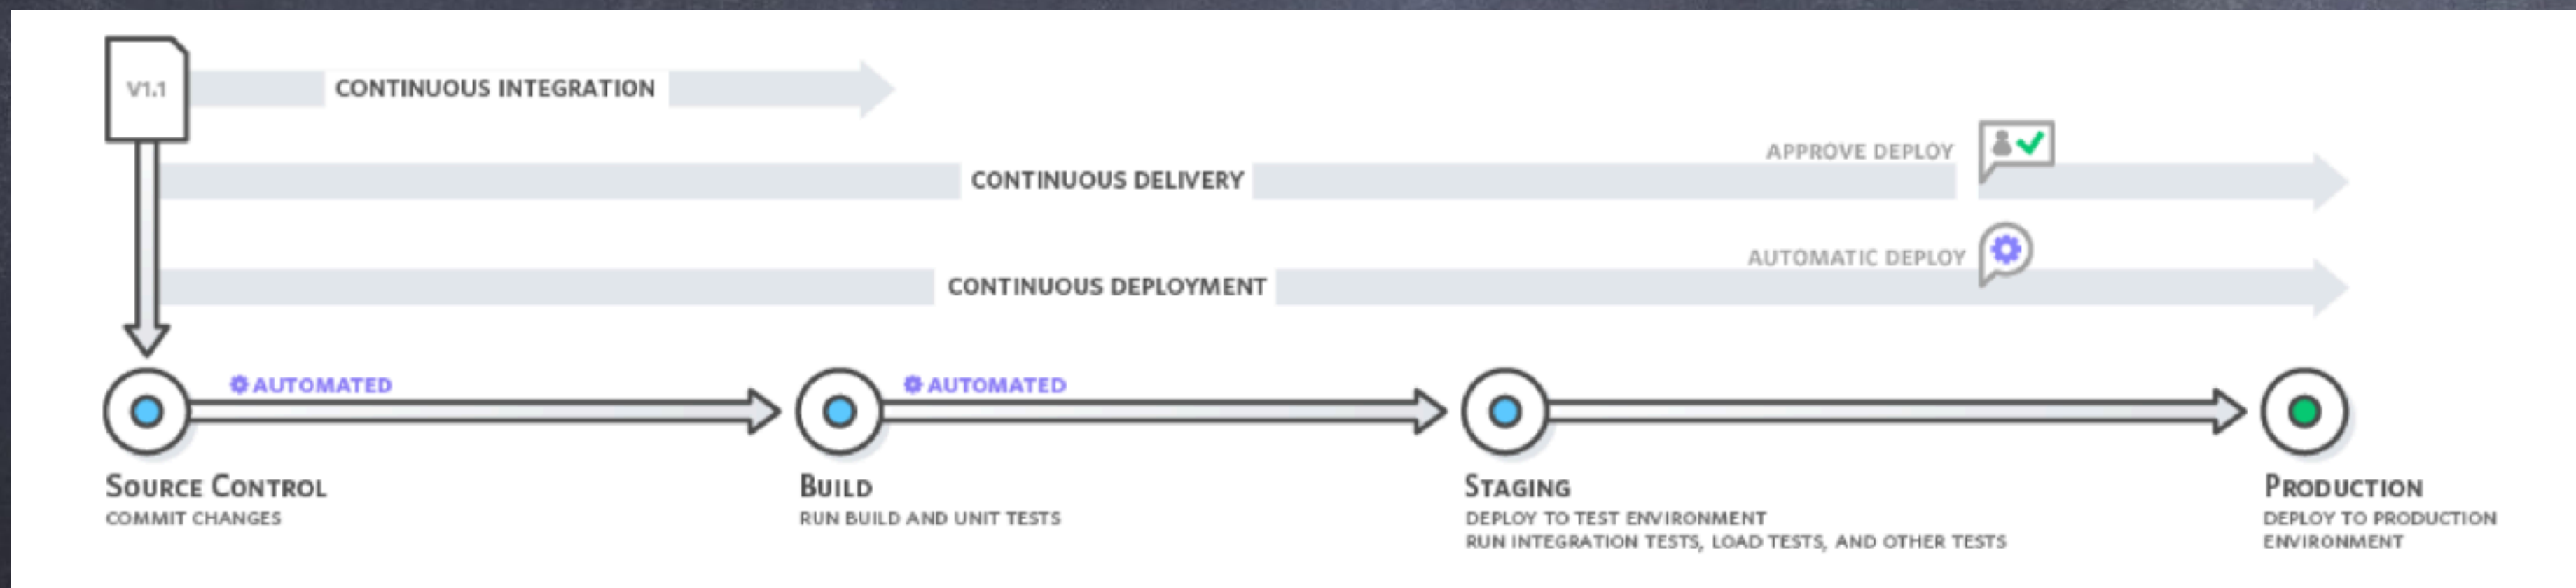 V1.1
CONTINUOUS INTEGRATION
APPROVE DEPLOY
CONTINUOUS DELIVERY
AUTOMATIC DEPLOY
CONTINUOUS DEPLOYMENT
AUTOMATED
AUTOMATED
SOURCE CONTROL
COMMIT CHANGES
BUILD
RUN BUILD AND UNIT TESTS
STAGING
DEPLOY TO TEST ENVIRONMENT
RUN INTEGRATION TESTS, LOAD TESTS, AND OTHER TESTS
PRODUCTION
DEPLOY TO PRODUCTION
ENVIRONMENT